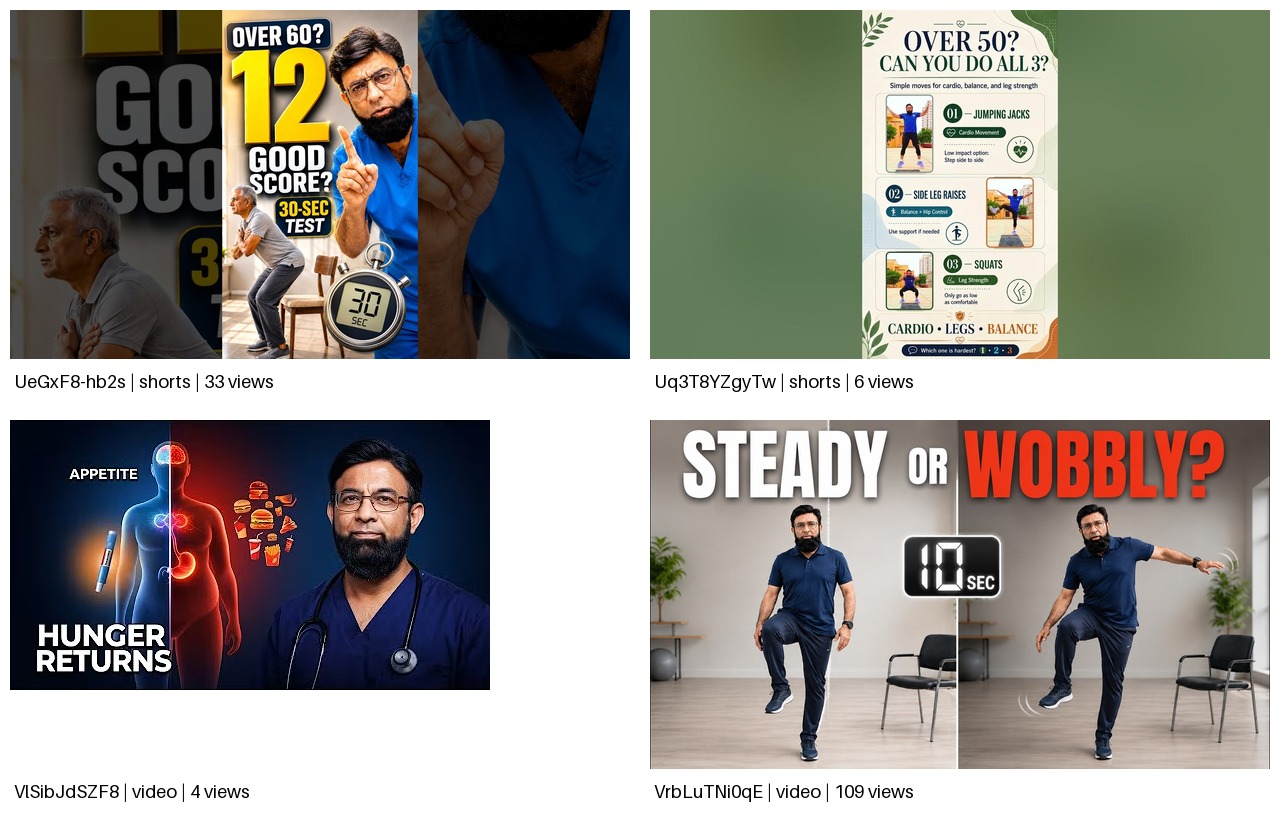 GO
SCO
3
OVER 60?
12
GOOD
SCORE?
30-SEC
TEST
30
SEC
UeGxF8-hb2s | shorts | 33 views
OVER 50?
CAN YOU DO ALL 3?
Simple moves for cardio, balance, and leg strength
01 — JUMPING JACKS
Cardio Movement
Low impact option:
Step side to side
02 — SIDE LEG RAISES
Balance + Hip Control
Use support if needed
03 — SQUATS
Leg Strength
Only go as low
as comfortable
CARDIO • LEGS • BALANCE
Which one is hardest? 1 • 2 • 3
Uq3T8YZgyTw | shorts | 6 views
APPETITE
HUNGER
RETURNS
VlSibJdSZF8 | video | 4 views
STEADY OR WOBBLY?
10 SEC
VrbLuTNi0qE | video | 109 views